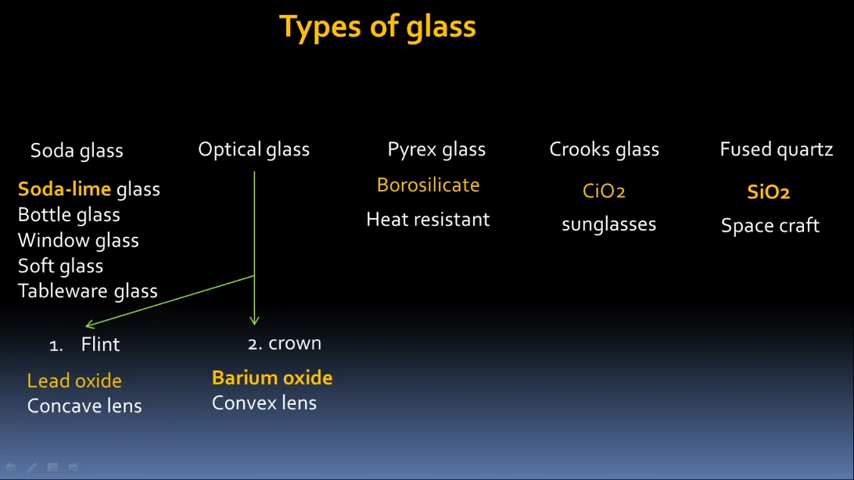 Types of glass
Soda glass
Soda-lime glass
Bottle glass
Window glass
Soft glass
Tableware glass
Optical glass
1. Flint
Lead oxide
Concave lens
2. crown
Barium oxide
Convex lens
Pyrex glass
Borosilicate
Heat resistant
Crooks glass
CiO2
sunglasses
Fused quartz
SiO2
Space craft